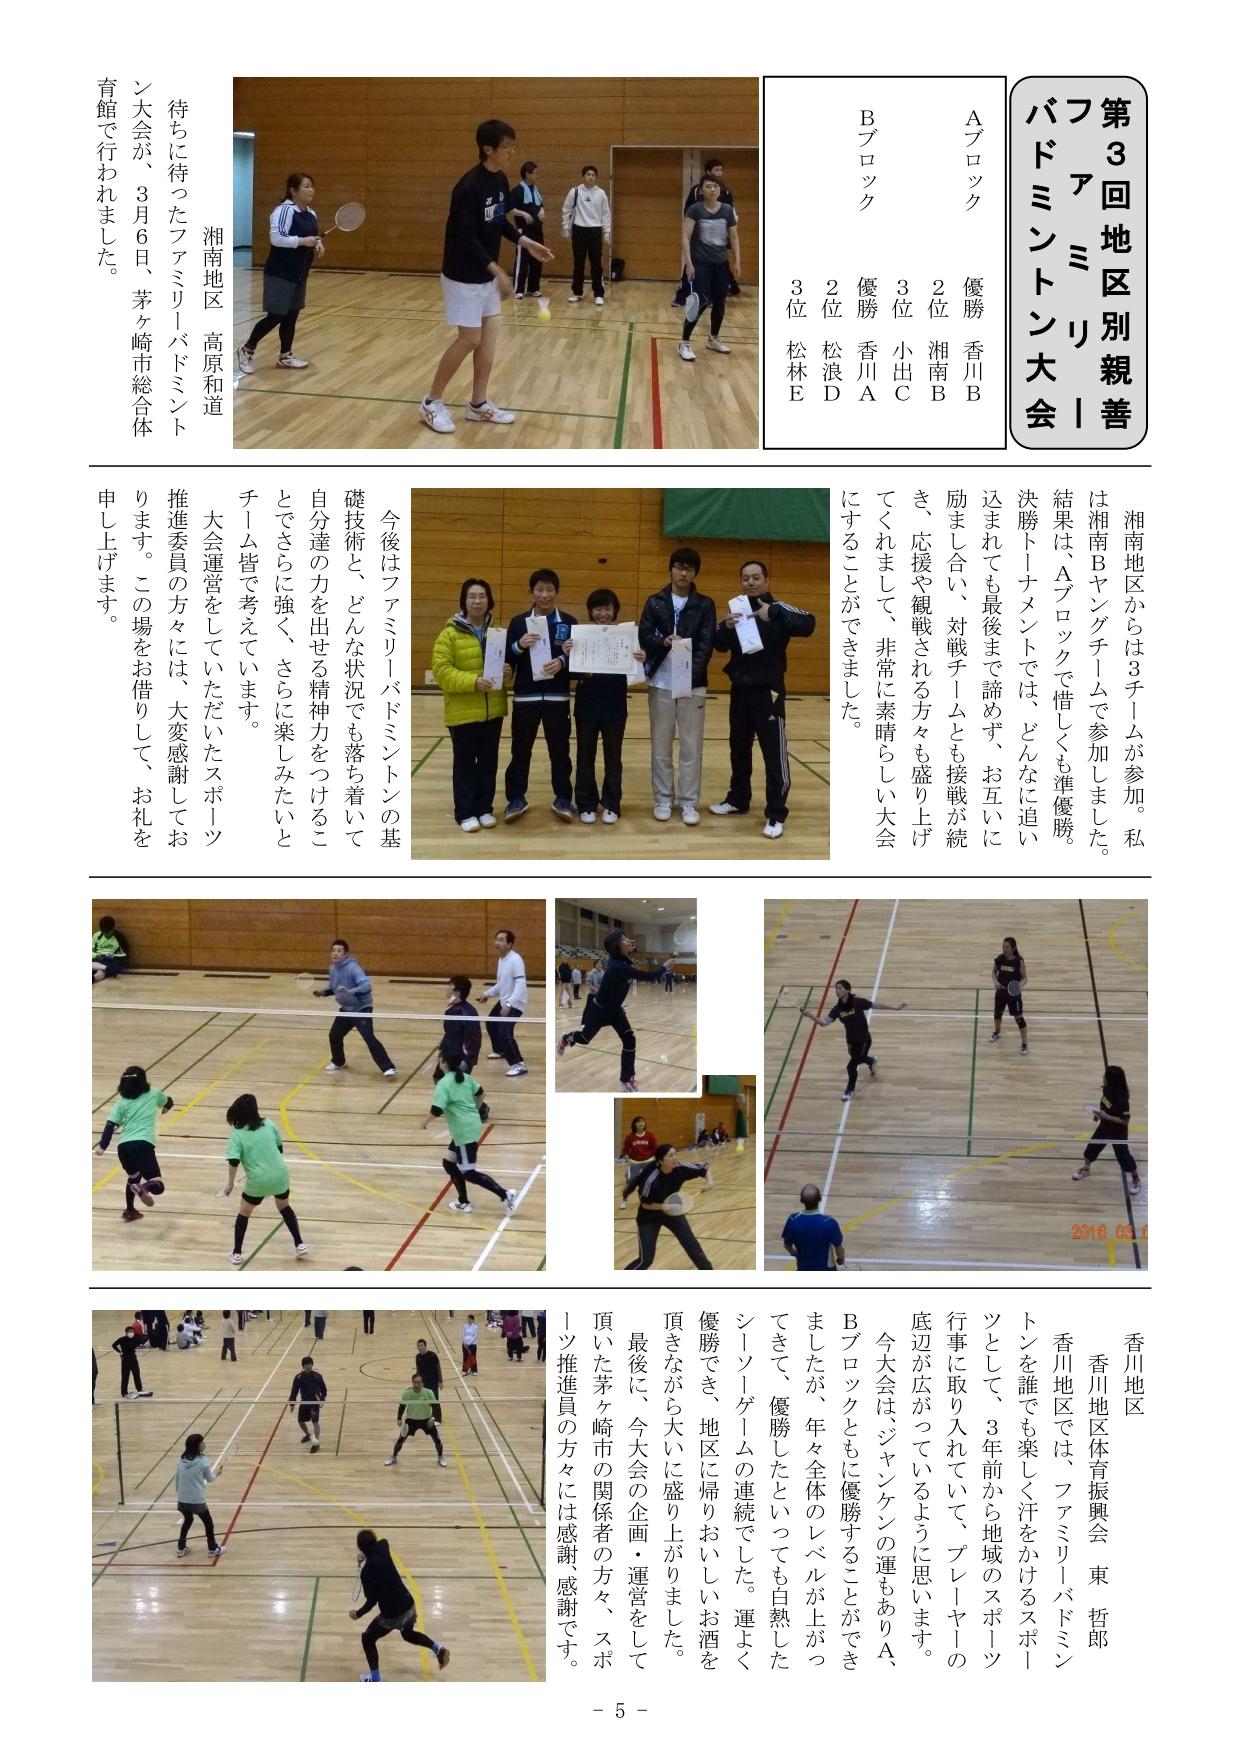 第3回地区別親善
ファミリー
バドミントン大会
Aブロック 優勝 香川B
2位 湘南B
3位 小出C
Bブロック 優勝 香川A
2位 松浪D
3位 松林E
湘南地区 高原和道
待ちに待ったファミリーバドミント
ン大会が、3月6日、茅ヶ崎市総合体
育館で行われました。
湘南地区からは3チームが参加。私
は湘南Bヤングチームで参加しました。
結果は、Aブロックで惜しくも準優勝。
決勝トーナメントでは、どんなに追い
込まれても最後まで諦めず、お互いに
励まし合い、対戦チームとも接戦が続
き、応援や観戦される方々も盛り上げ
てくれまして、非常に素晴らしい大会
にすることができました。
今後はファミリーバドミントンの基
礎技術と、どんな状況でも落ち着いて
自分達の力を出せる精神力をつけるこ
とでさらに強く、さらに楽しみたいと
チーム皆で考えています。
大会運営をしていただいたスポーツ
推進委員の方々には、大変感謝してお
ります。この場をお借りして、お礼を
申し上げます。
香川地区
香川地区体育振興会 東 哲郎
香川地区では、ファミリーバドミン
トンを誰でも楽しく汗をかけるスポー
ツとして、3年前から地域のスポーツ
行事に取り入れていて、プレーヤーの
底辺が広がっているように思います。
今大会は、ジャンケンの運もありA、
Bブロックともに優勝することができ
ましたが、年々全体のレベルが上がっ
てきて、優勝したといっても白熱した
シーソーゲームの連続でした。運よく
優勝でき、地区に帰りおいしいお酒を
頂きながら大いに盛り上がりました。
最後に、今大会の企画・運営をして
頂いた茅ヶ崎市の関係者の方々、スポ
ーツ推進員の方々には感謝、感謝です。
- 5 -